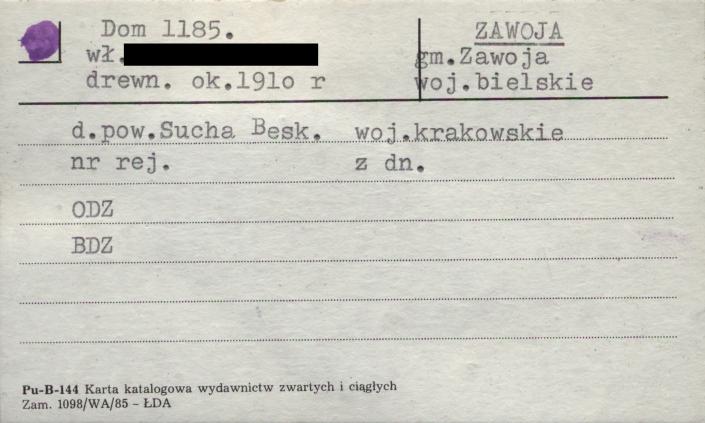 Dom 1185.
wł.
drewn. ok.1910 r
ZAWOJA
gm.Zawoja
woj.bielskie
d.pow.Sucha Besk. woj.krakowskie
nr rej. z dn.
ODZ
BDZ
Pu-B-144 Karta katalogowa wydawnictw zwartych i ciągłych
Zam. 1098/WA/85 - ŁDA